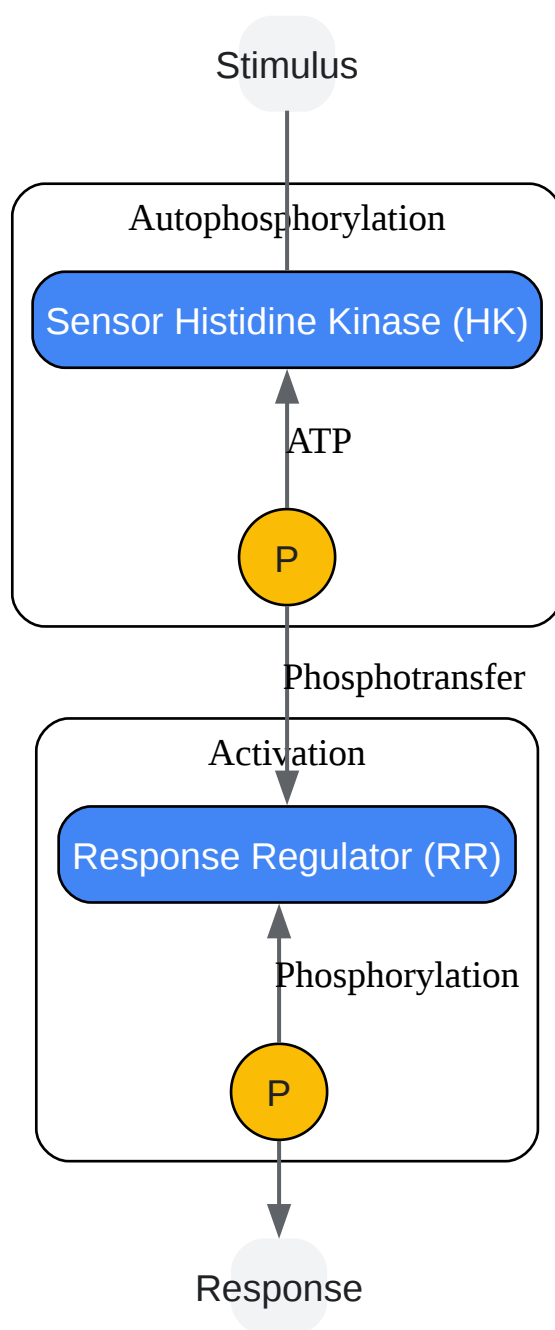 Stimulus
Autophosphorylation
Sensor Histidine Kinase (HK)
ATP
P
Phosphotransfer
Activation
Response Regulator (RR)
Phosphorylation
P
Response